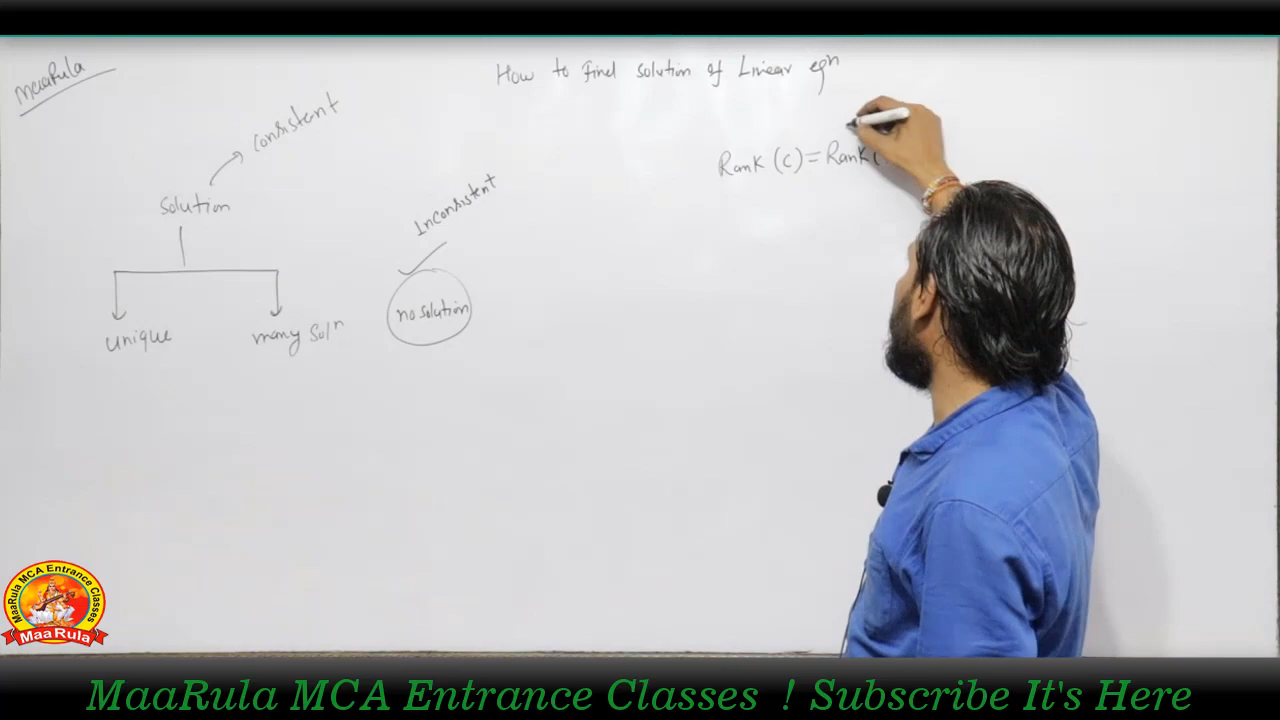 MaaRula
How to find solution of Linear eqn
consistent
Rank (C) = Rank (
solution
Inconsistent
no solution
unique
many soln
MaaRula MCA Entrance Classes
MaaRula
MaaRula MCA Entrance Classes ! Subscribe It's Here